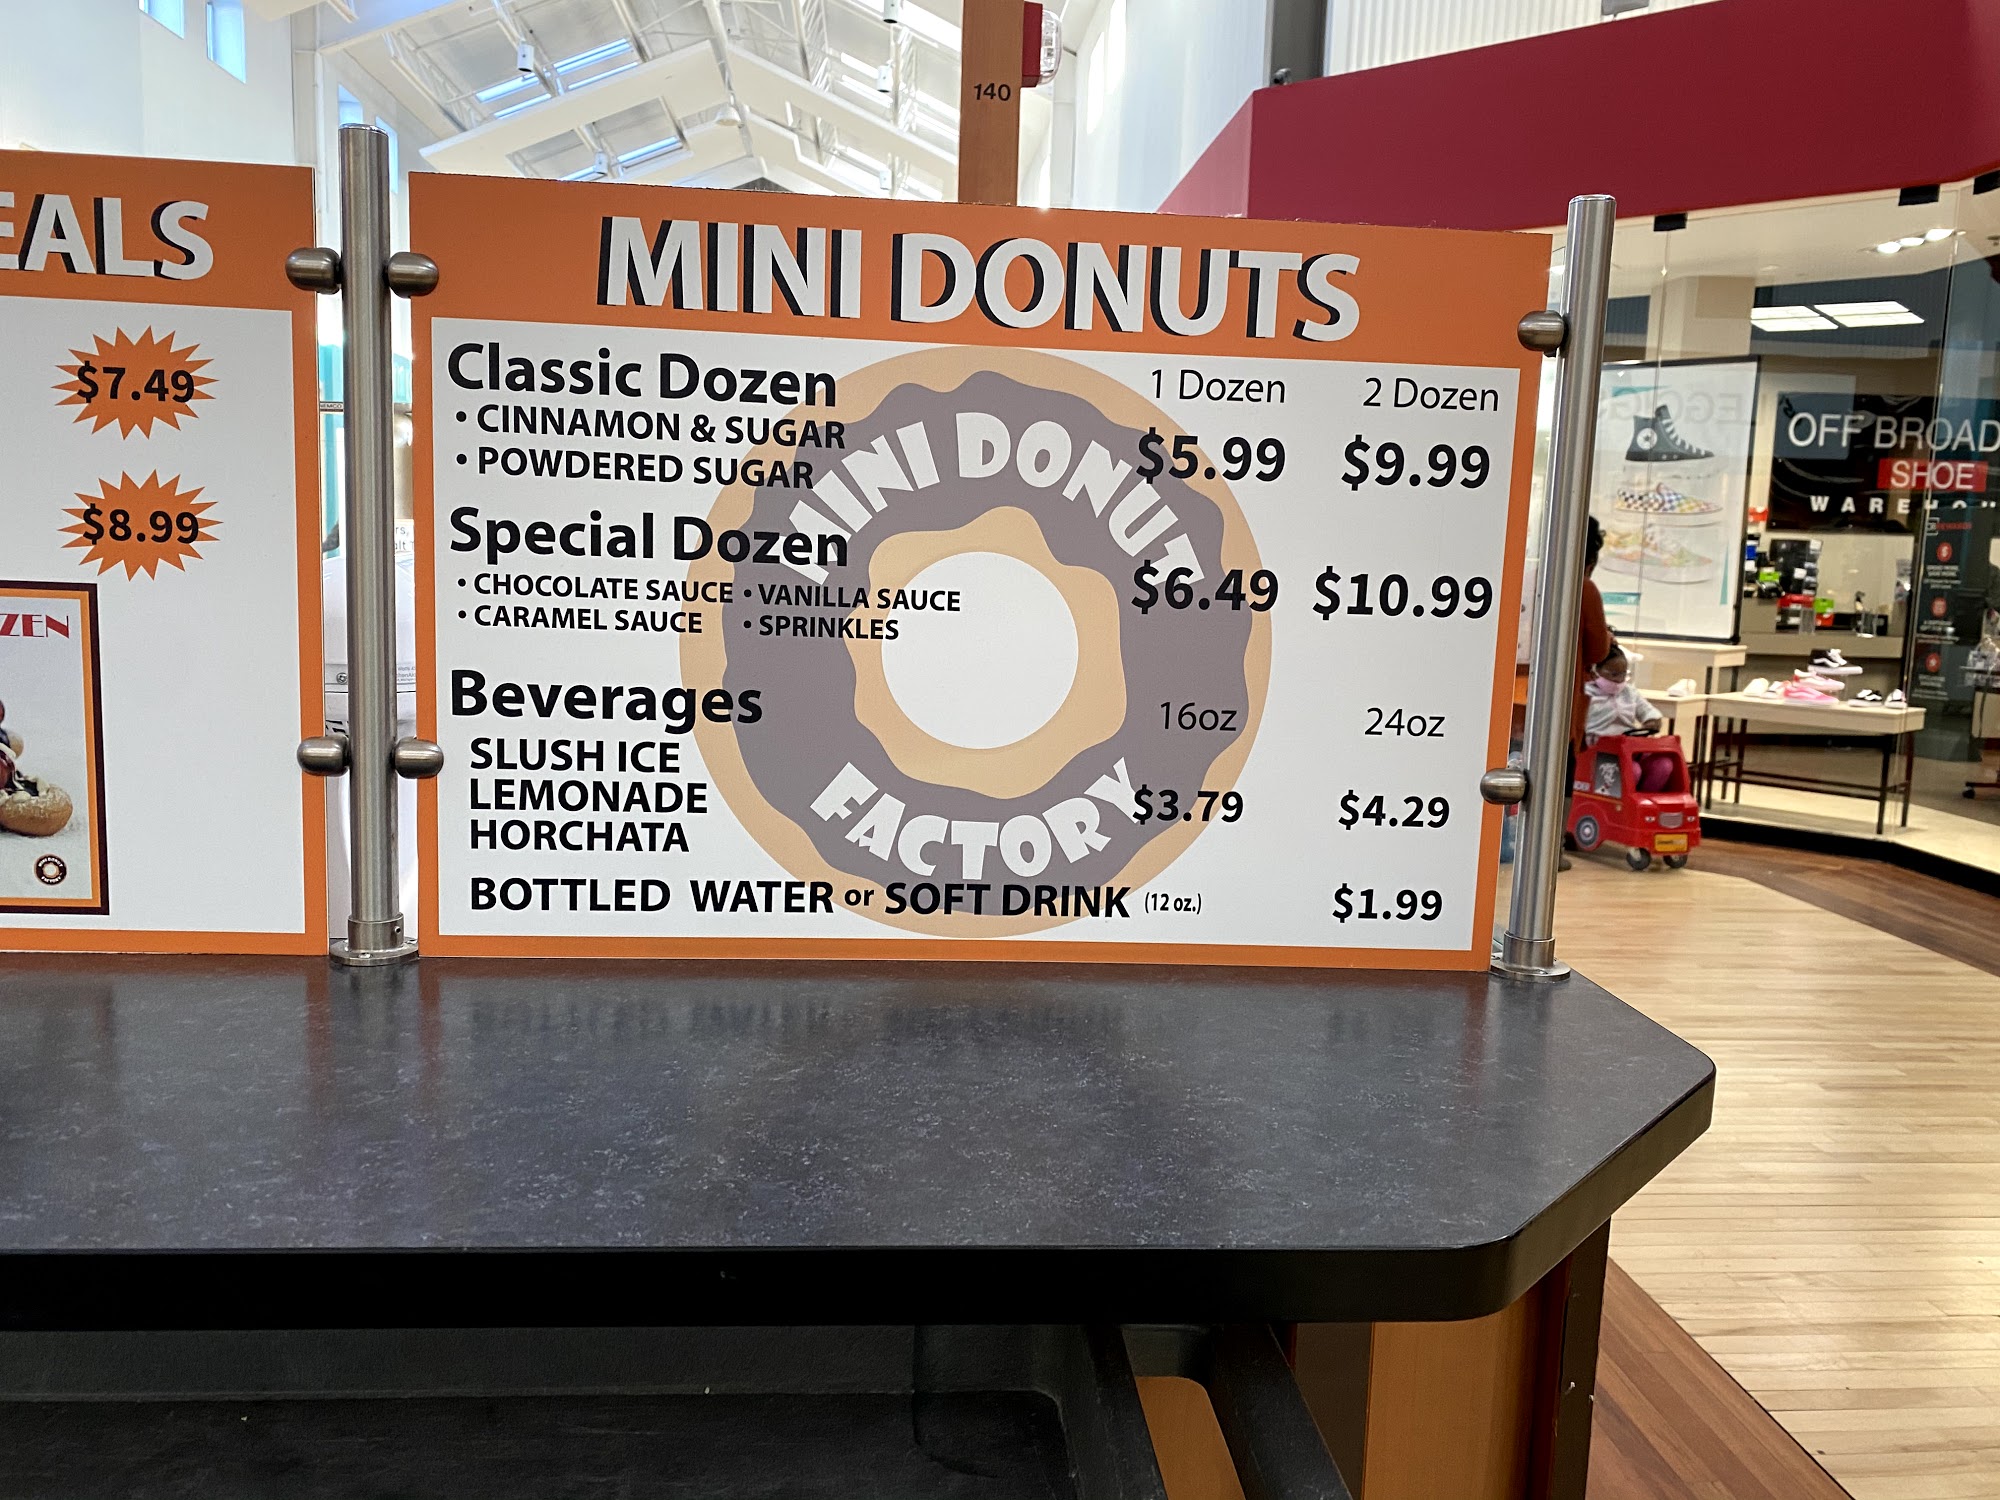 140
EALS
$7.49
$8.99
ZEN
MINI DONUTS
Classic Dozen 1 Dozen 2 Dozen
• CINNAMON & SUGAR
• POWDERED SUGAR
$5.99 $9.99
Special Dozen
• CHOCOLATE SAUCE • VANILLA SAUCE
• CARAMEL SAUCE • SPRINKLES
$6.49 $10.99
Beverages 16oz 24oz
SLUSH ICE
LEMONADE $3.79 $4.29
HORCHATA
BOTTLED WATER or SOFT DRINK (12 oz.) $1.99
MINI DONUT
FACTORY
OFF BROAD
SHOE
WAREHOU